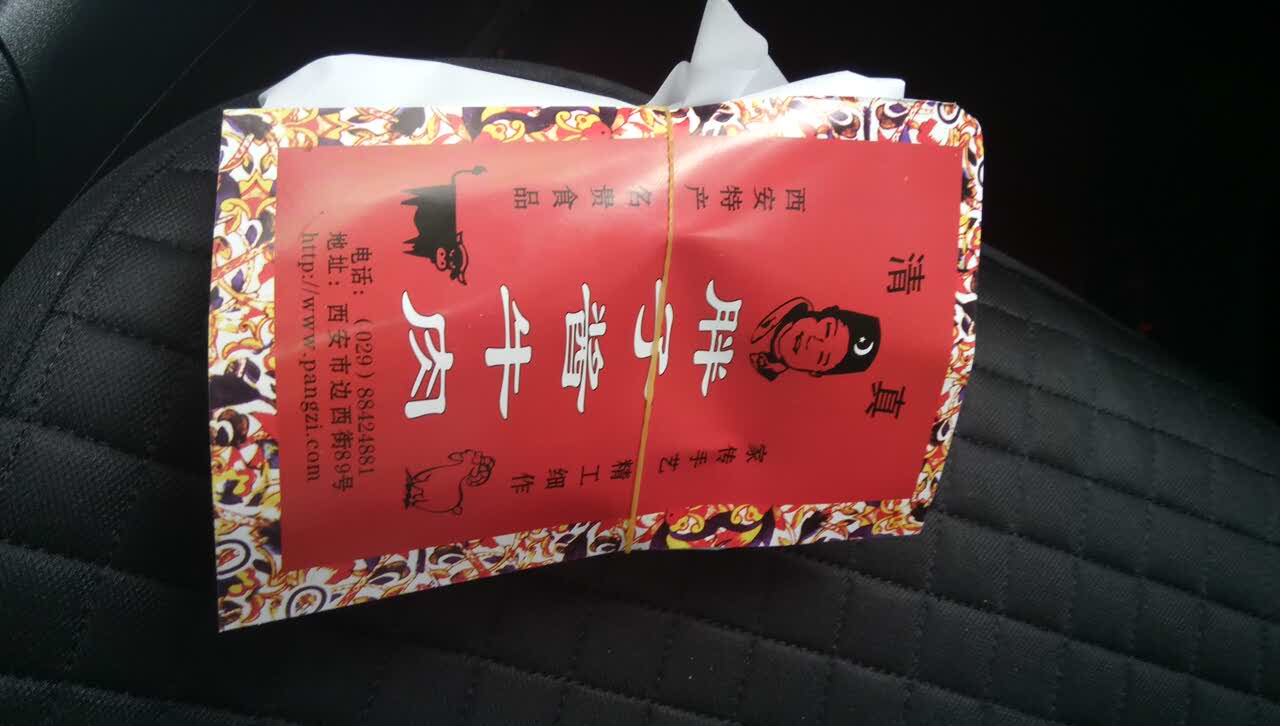 清真
西安特产 名贵食品
胖子酱牛肉
家传手艺 精工细作
电话：（029）88424881
地址：西安市边西街89号
http://www.pangzi.com